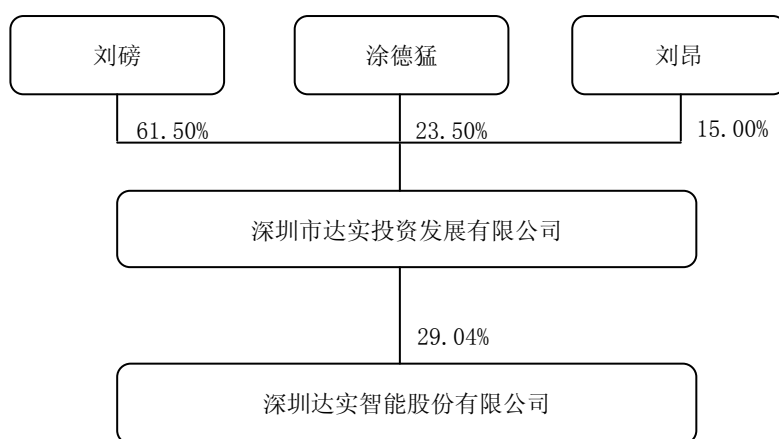 刘磅
涂德猛
刘昂
61.50%
23.50%
15.00%
深圳市达实投资发展有限公司
29.04%
深圳达实智能股份有限公司